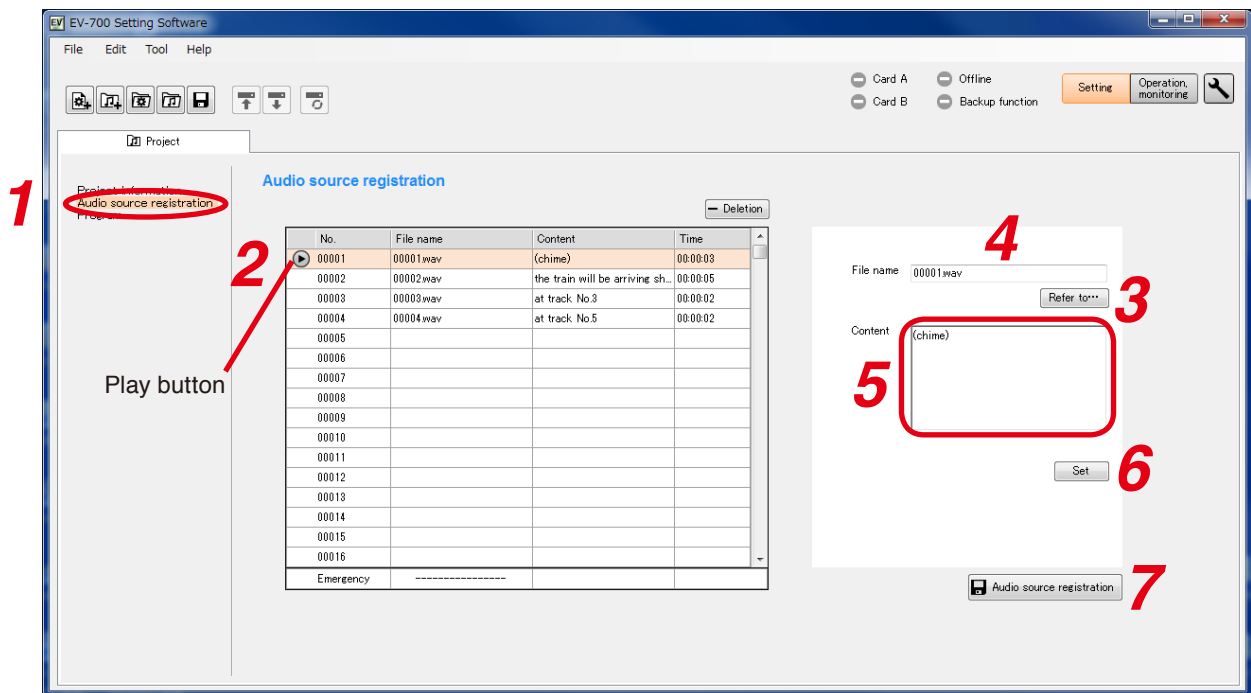 EV EV-700 Setting Software
File Edit Tool Help
Card A Offline
Card B Backup function
Setting
Operation,
monitoring
Project
1
Project information
Audio source registration
Program
Audio source registration
Deletion
No. File name Content Time
2
00001 00001.wav (chime) 00:00:03
00002 00002.wav the train will be arriving sh... 00:00:05
00003 00003.wav at track No.3 00:00:02
00004 00004.wav at track No.5 00:00:02
00005
00006
00007
00008
00009
00010
00011
00012
00013
00014
00015
00016
Emergency ----------------
Play button
4
File name 00001.wav
Refer to...
3
Content (chime)
5
Set
6
Audio source registration
7